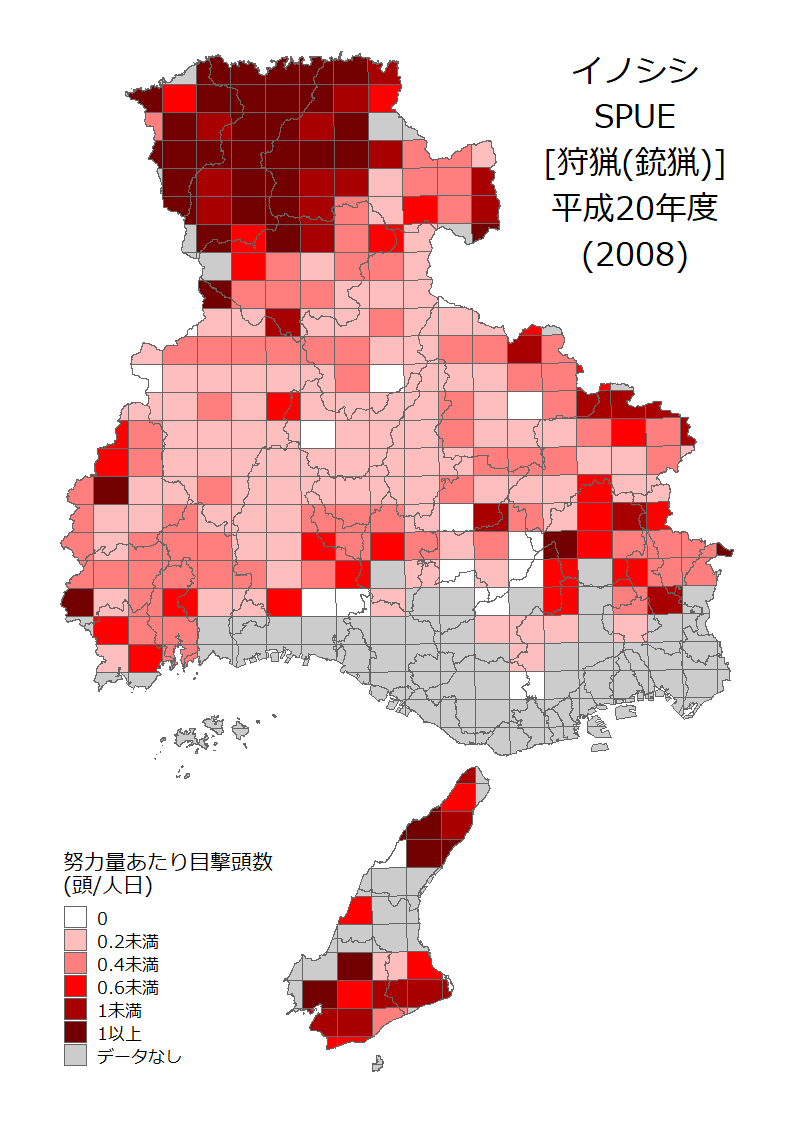 イノシシ
SPUE
[狩猟(銃猟)]
平成20年度
(2008)
努力量あたり目撃頭数
(頭/人日)
0
0.2未満
0.4未満
0.6未満
1未満
1以上
データなし